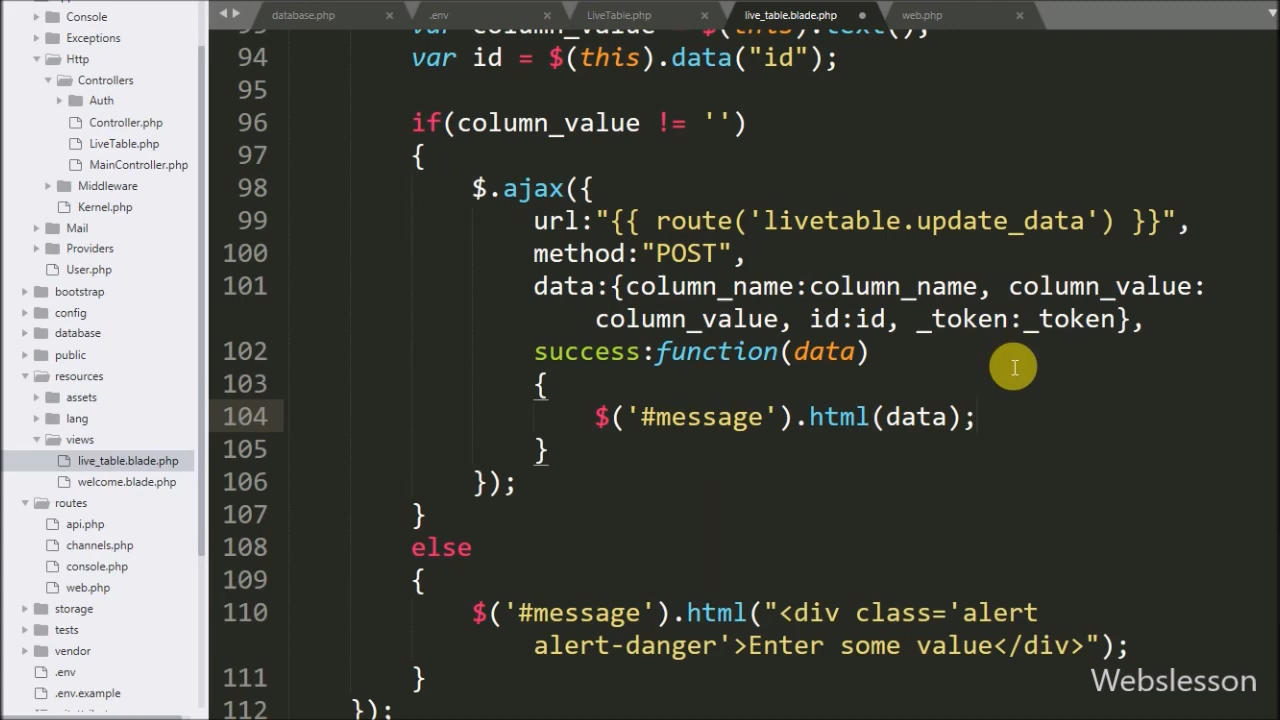 database.php
.env
LiveTable.php
live_table.blade.php
web.php
Console
Exceptions
Http
Controllers
Auth
Controller.php
LiveTable.php
MainController.php
Middleware
Kernel.php
Mail
Providers
User.php
bootstrap
config
database
public
resources
assets
lang
views
live_table.blade.php
welcome.blade.php
routes
api.php
channels.php
console.php
web.php
storage
tests
vendor
.env
.env.example
var column_value = $(this).text();
94 var id = $(this).data("id");
95
96 if(column_value != '')
97 {
98 $.ajax({
99 url:"{{ route('livetable.update_data') }}",
100 method:"POST",
101 data:{column_name:column_name, column_value:
column_value, id:id, _token:_token},
102 success:function(data)
103 {
104 $('#message').html(data);
105 }
106 });
107 }
108 else
109 {
110 $('#message').html("<div class='alert
alert-danger'>Enter some value</div>");
111 }
112 });
Webslesson